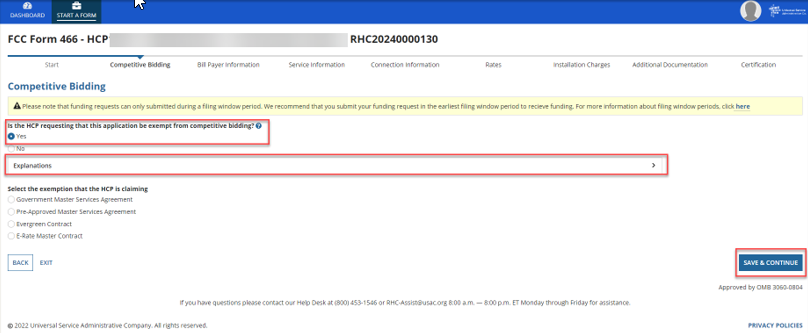 DASHBOARD
START A FORM
Universal Service
Administrative Co.
FCC Form 466 - HCP RHC20240000130
Start Competitive Bidding Bill Payer Information Service Information Connection Information Rates Installation Charges Additional Documentation Certification
Competitive Bidding
Please note that funding requests can only submitted during a filing window period. We recommend that you submit your funding request in the earliest filing window period to recieve funding. For more information about filing window periods, click here
Is the HCP requesting that this application be exempt from competitive bidding?
Yes
No
Explanations
Select the exemption that the HCP is claiming
Government Master Services Agreement
Pre-Approved Master Services Agreement
Evergreen Contract
E-Rate Master Contract
BACK EXIT SAVE & CONTINUE
Approved by OMB 3060-0804
If you have questions please contact our Help Desk at (800) 453-1546 or RHC-Assist@usac.org 8:00 a.m. — 8:00 p.m. ET Monday through Friday for assistance.
© 2022 Universal Service Administrative Company. All rights reserved. PRIVACY POLICIES